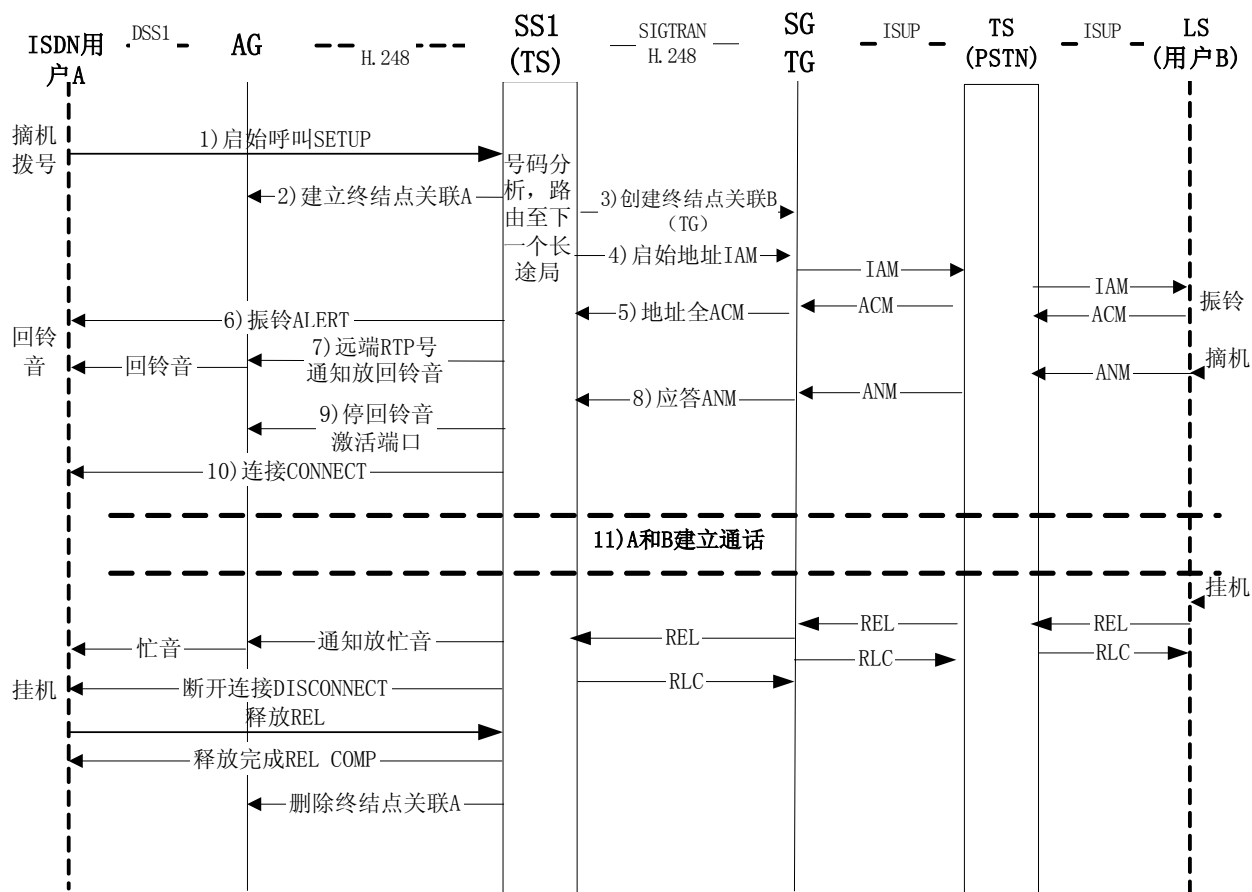 ISDN用
户A
DSS1
AG
H.248
SS1
(TS)
SIGTRAN
H.248
SG
TG
ISUP
TS
(PSTN)
ISUP
LS
(用户B)
摘机
拨号
1)启始呼叫SETUP
号码分
析，路
由至下
一个长
途局
2)建立终结点关联A
3)创建终结点关联B
（TG）
4)启始地址IAM
IAM
IAM
振铃
ACM
ACM
5)地址全ACM
6)振铃ALERT
回铃
音
7)远端RTP号
通知放回铃音
回铃音
摘机
ANM
ANM
8)应答ANM
9)停回铃音
激活端口
10)连接CONNECT
11)A和B建立通话
挂机
REL
REL
REL
通知放忙音
忙音
RLC
RLC
RLC
挂机
断开连接DISCONNECT
释放REL
释放完成REL COMP
删除终结点关联A